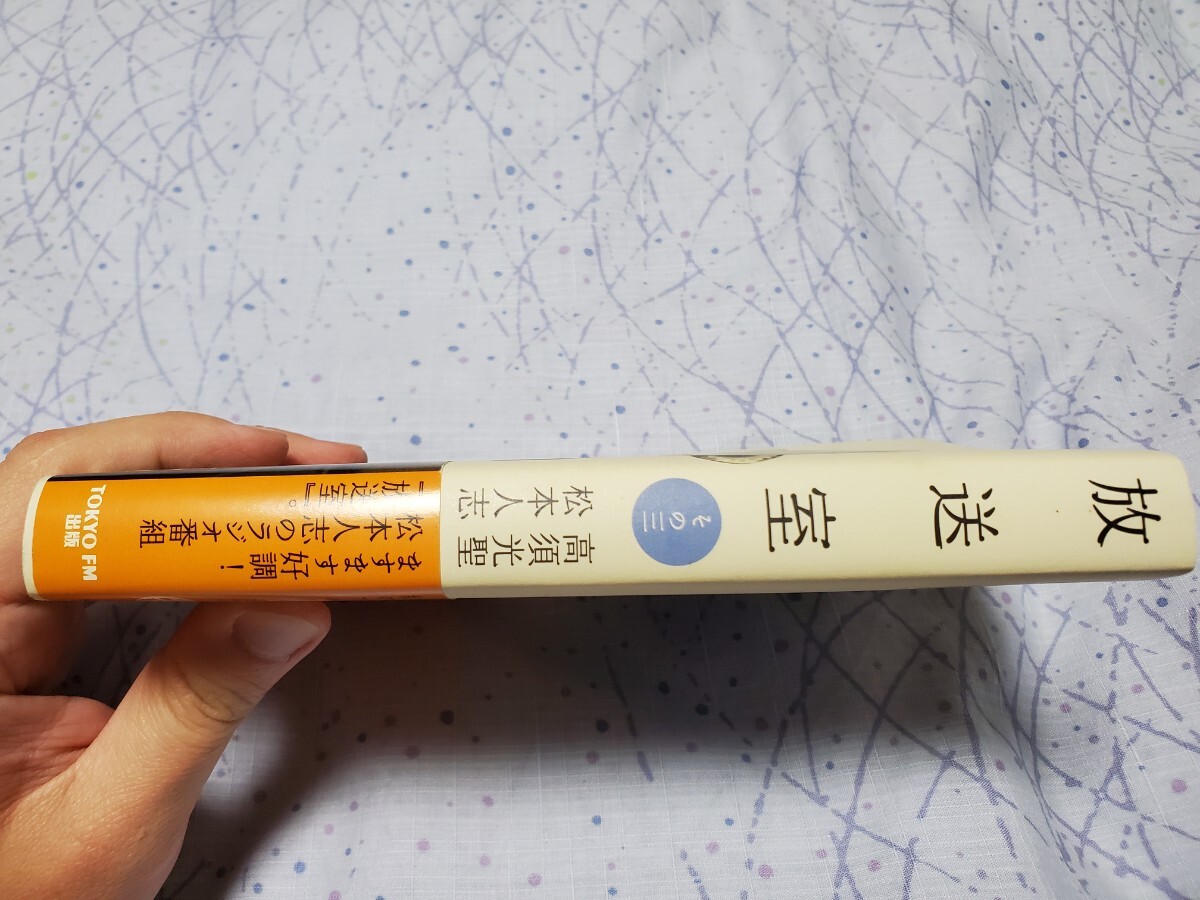 放送室
その三
高須光聖
松本人志
ますます好調!
松本人志のラジオ番組
『放送室』。
TOKYO FM
出版